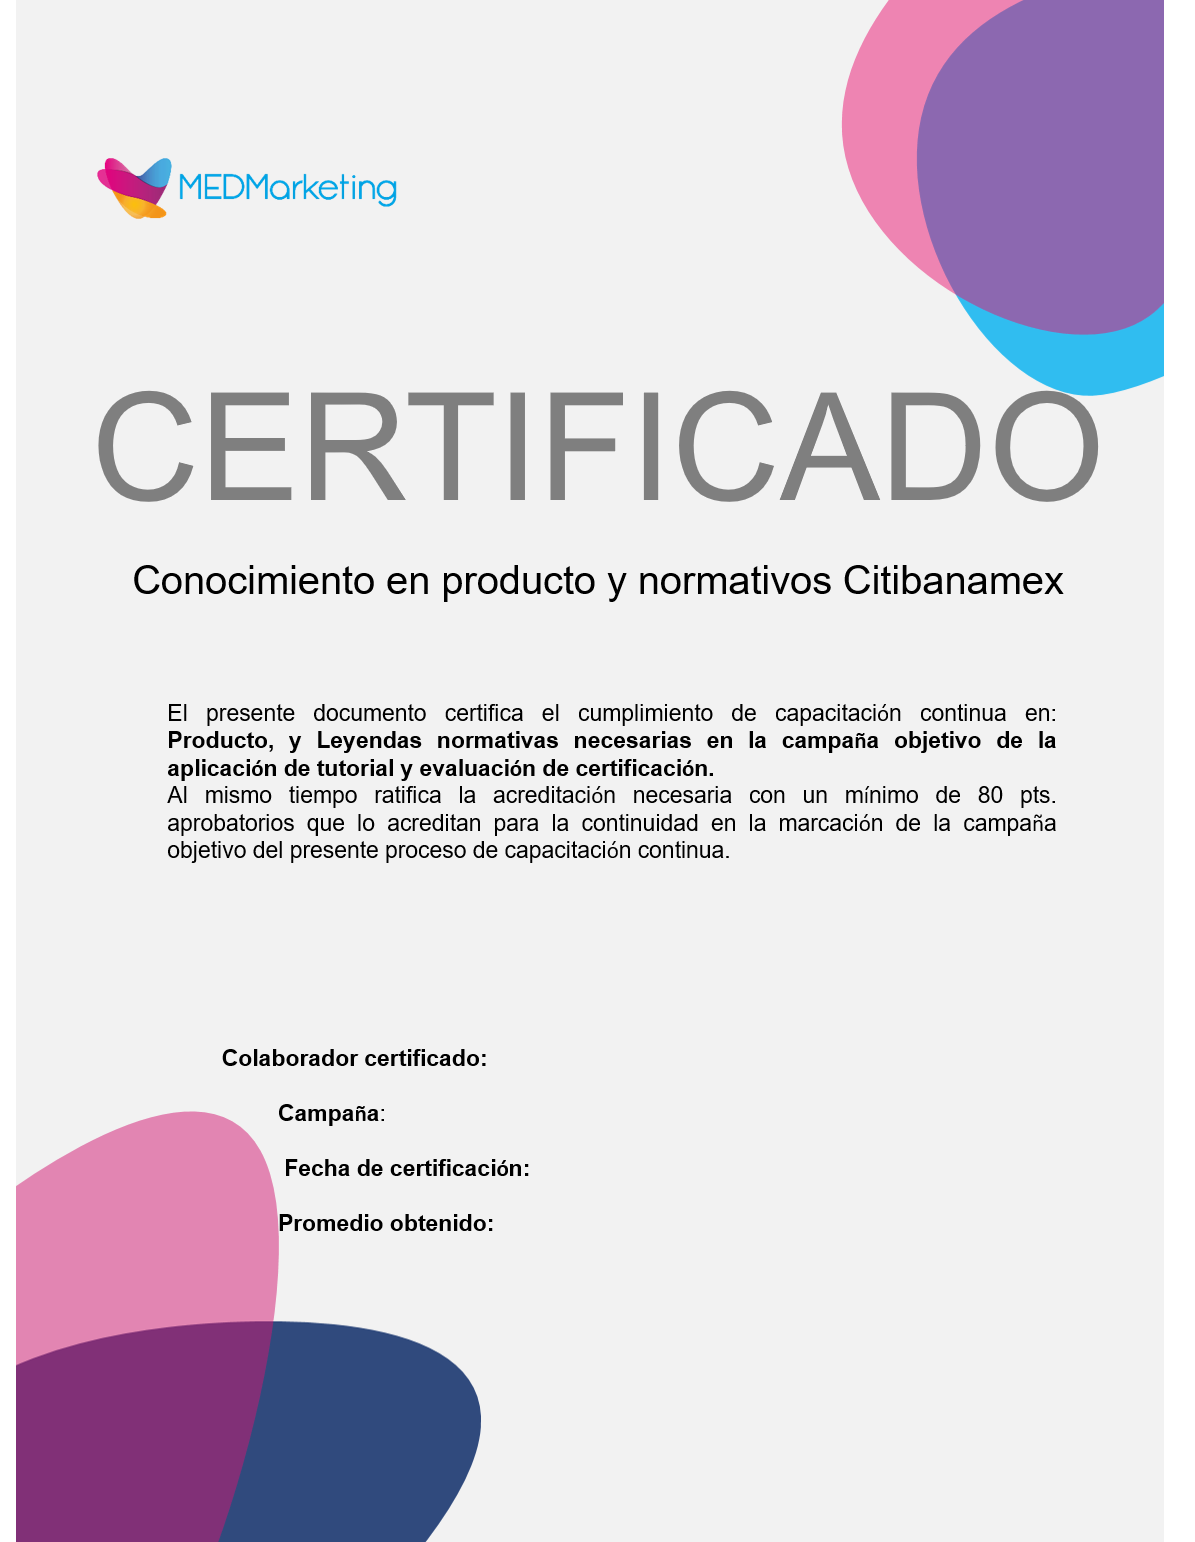 MEDMarketing
CERTIFICADO
Conocimiento en producto y normativos Citibanamex
El presente documento certifica el cumplimiento de capacitación continua en:
Producto, y Leyendas normativas necesarias en la campaña objetivo de la
aplicación de tutorial y evaluación de certificación.
Al mismo tiempo ratifica la acreditación necesaria con un mínimo de 80 pts.
aprobatorios que lo acreditan para la continuidad en la marcación de la campaña
objetivo del presente proceso de capacitación continua.
Colaborador certificado:
Campaña:
Fecha de certificación:
Promedio obtenido: